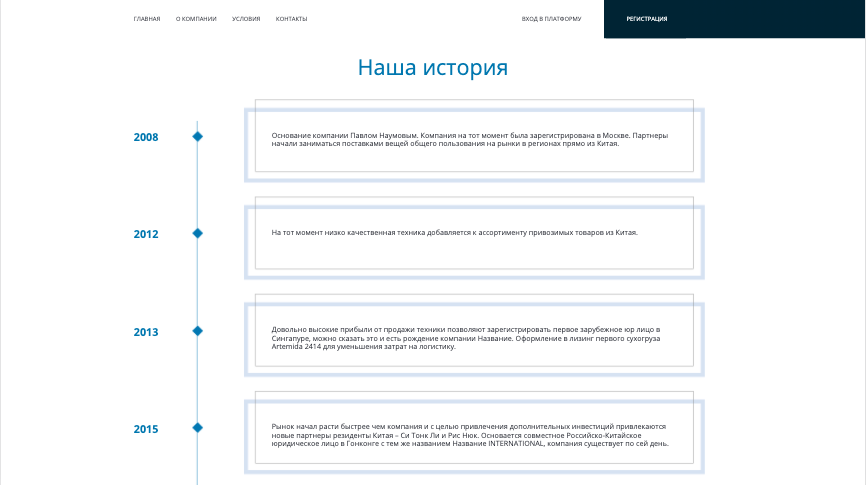 ГЛАВНАЯ О КОМПАНИИ УСЛОВИЯ КОНТАКТЫ ВХОД В ПЛАТФОРМУ РЕГИСТРАЦИЯ
Наша история
2008
Основание компании Павлом Наумовым. Компания на тот момент была зарегистрирована в Москве. Партнеры
начали заниматься поставками вещей общего пользования на рынки в регионах прямо из Китая.
2012
На тот момент низко качественная техника добавляется к ассортименту привозимых товаров из Китая.
2013
Довольно высокие прибыли от продажи техники позволяют зарегистрировать первое зарубежное юр лицо в
Сингапуре, можно сказать это и есть рождение компании Название. Оформление в лизинг первого сухогруза
Artemida 2414 для уменьшения затрат на логистику.
2015
Рынок начал расти быстрее чем компания и с целью привлечения дополнительных инвестиций привлекаются
новые партнеры резиденты Китая – Си Тонк Ли и Рис Нюк. Основается совместное Российско-Китайское
юридическое лицо в Гонконге с тем же названием Название INTERNATIONAL, компания существует по сей день.